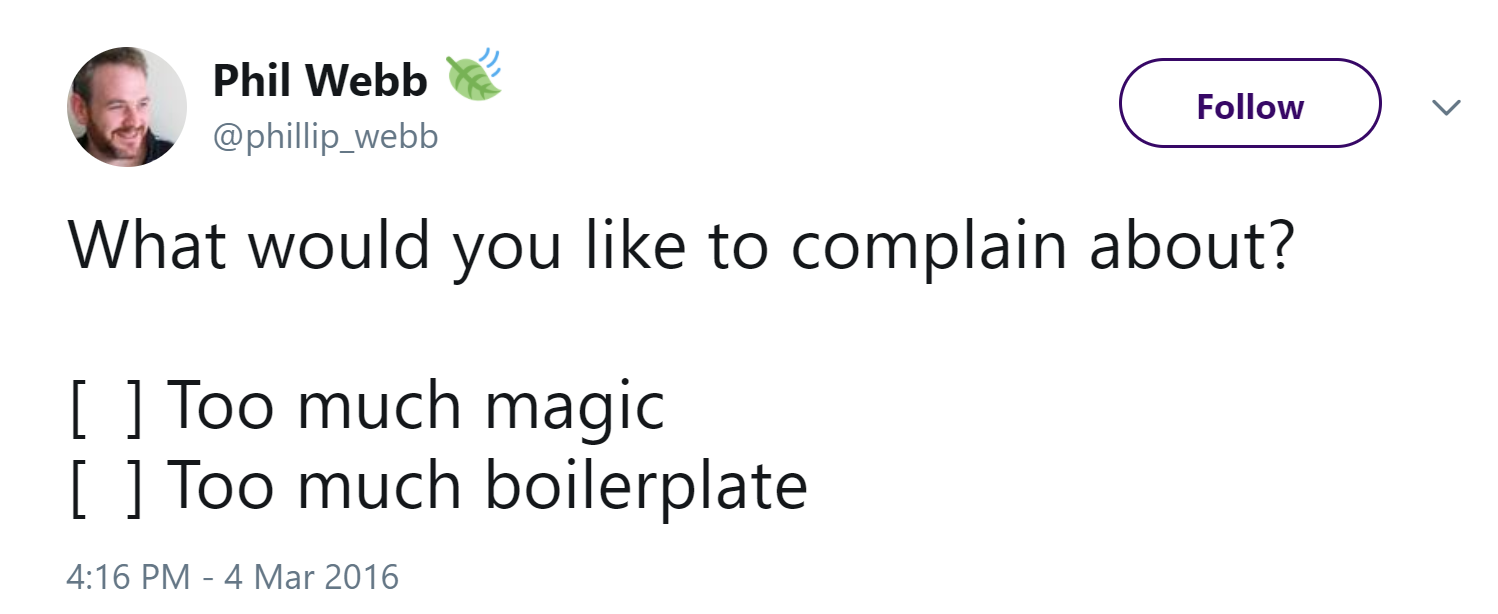 Phil Webb 🍃
@phillip_webb
Follow
What would you like to complain about?
[ ] Too much magic
[ ] Too much boilerplate
4:16 PM - 4 Mar 2016